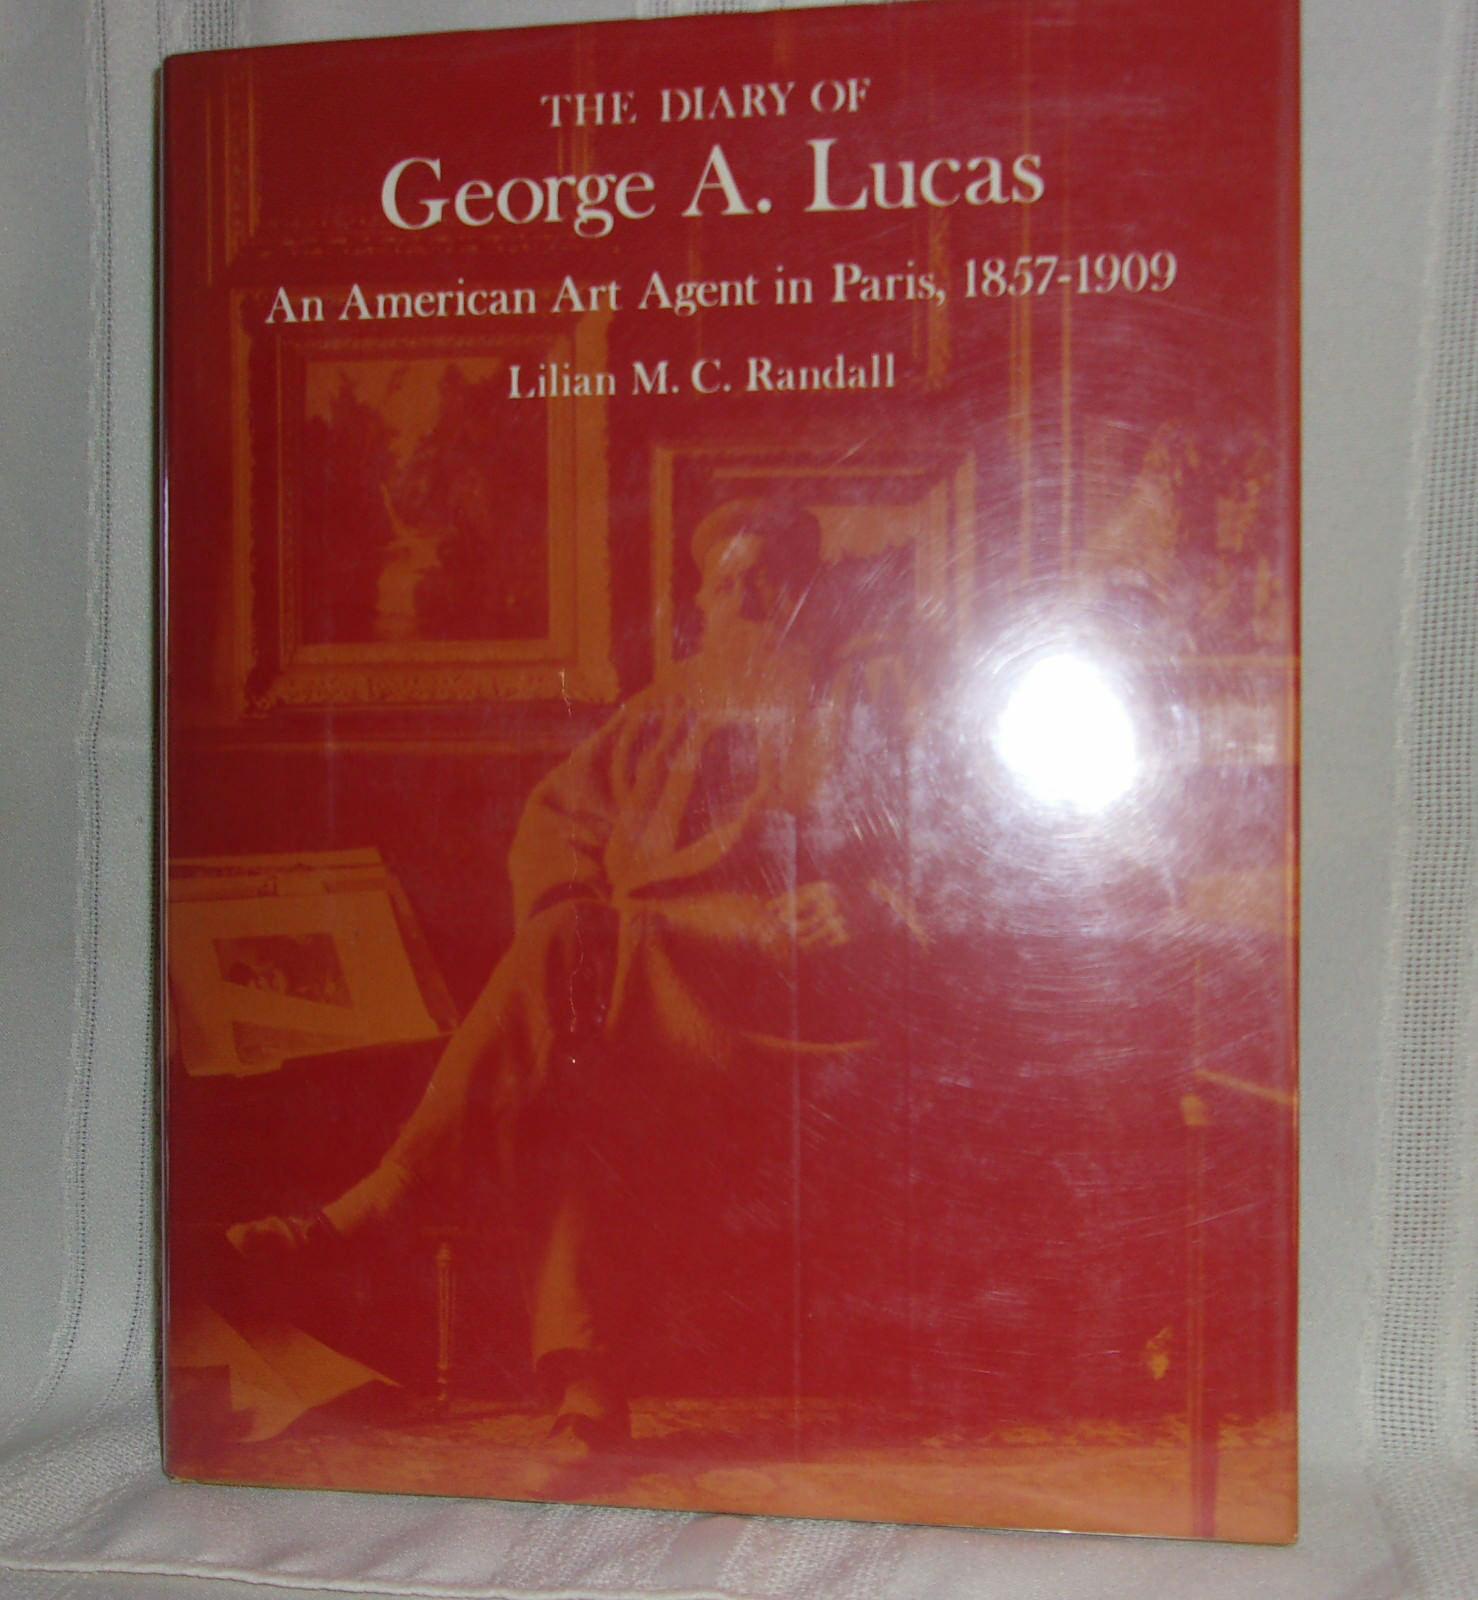 THE DIARY OF
George A. Lucas
An American Art Agent in Paris, 1857-1909
Lilian M. C. Randall